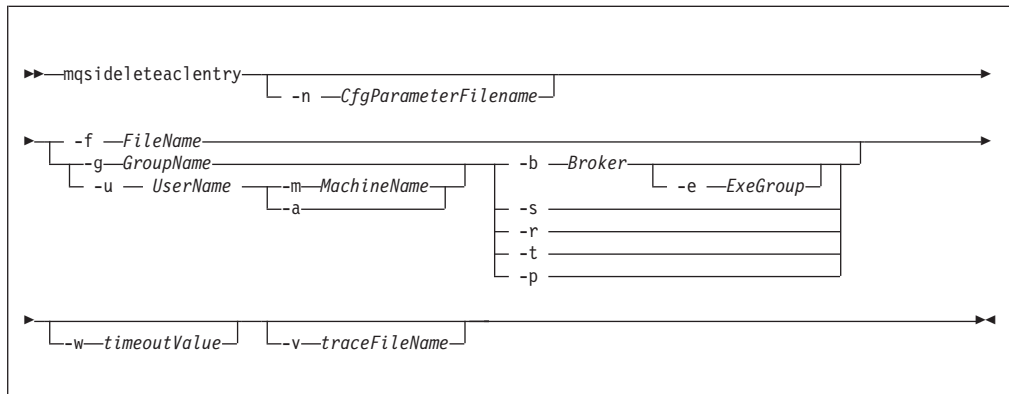 mqsideleteaclentry
-n CfgParameterFilename
-f FileName
-g GroupName -b Broker
-u UserName -m MachineName -e ExeGroup
-a -s
-r
-t
-p
-w timeoutValue -v traceFileName